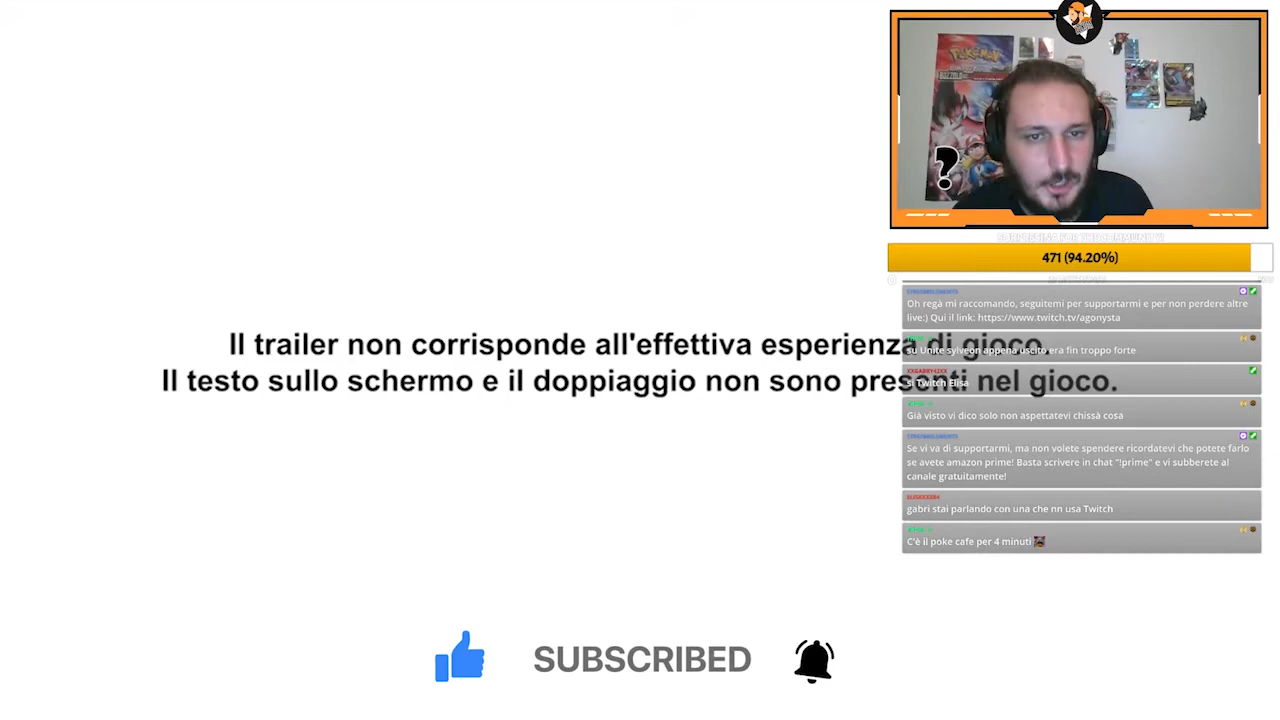 POKÉMON
?
471 (94.20%)
Oh regà mi raccomando, seguitemi per supportarmi e per non perdere altre
live:) Qui il link: https://www.twitch.tv/agonysta
su Unite sylveon appena uscito era fin troppo forte
si Twitch Elisa
Già visto vi dico solo non aspettatevi chissà cosa
Se vi va di supportarmi, ma non volete spendere ricordatevi che potete farlo
se avete amazon prime! Basta scrivere in chat "!prime" e vi subberete al
canale gratuitamente!
gabri stai parlando con una che nn usa Twitch
C'è il poke cafe per 4 minuti
Il trailer non corrisponde all'effettiva esperienza di gioco.
Il testo sullo schermo e il doppiaggio non sono presenti nel gioco.
SUBSCRIBED